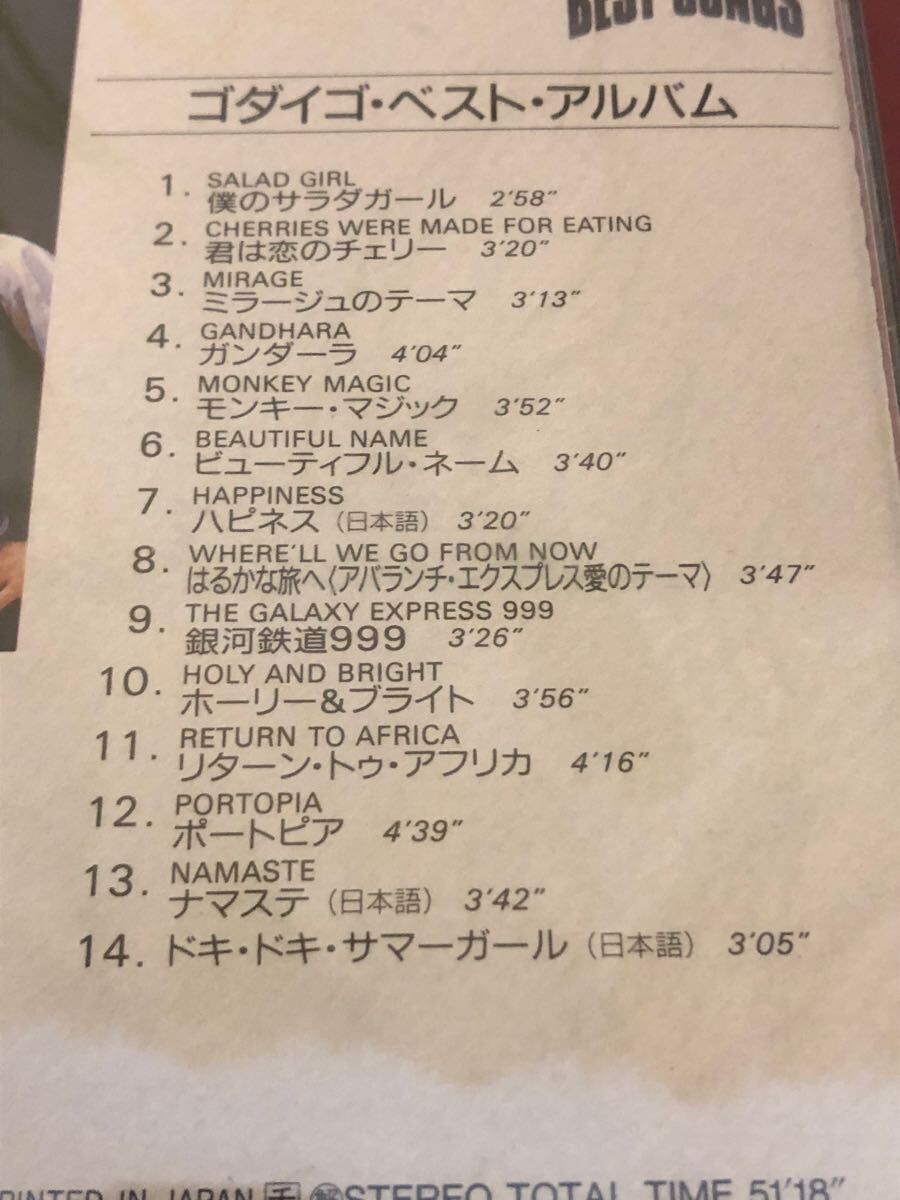 BEST SONGS
ゴダイゴ・ベスト・アルバム
1. SALAD GIRL
僕のサラダガール 2'58"
2. CHERRIES WERE MADE FOR EATING
君は恋のチェリー 3'20"
3. MIRAGE
ミラージュのテーマ 3'13"
4. GANDHARA
ガンダーラ 4'04"
5. MONKEY MAGIC
モンキー・マジック 3'52"
6. BEAUTIFUL NAME
ビューティフル・ネーム 3'40"
7. HAPPINESS
ハピネス(日本語) 3'20"
8. WHERE'LL WE GO FROM NOW
はるかな旅へ〈アバランチ・エクスプレス愛のテーマ〉 3'47"
9. THE GALAXY EXPRESS 999
銀河鉄道999 3'26"
10. HOLY AND BRIGHT
ホーリー&ブライト 3'56"
11. RETURN TO AFRICA
リターン・トゥ・アフリカ 4'16"
12. PORTOPIA
ポートピア 4'39"
13. NAMASTE
ナマステ(日本語) 3'42"
14. ドキ・ドキ・サマーガール(日本語) 3'05"
PRINTED IN JAPAN STEREO TOTAL TIME 51'18"